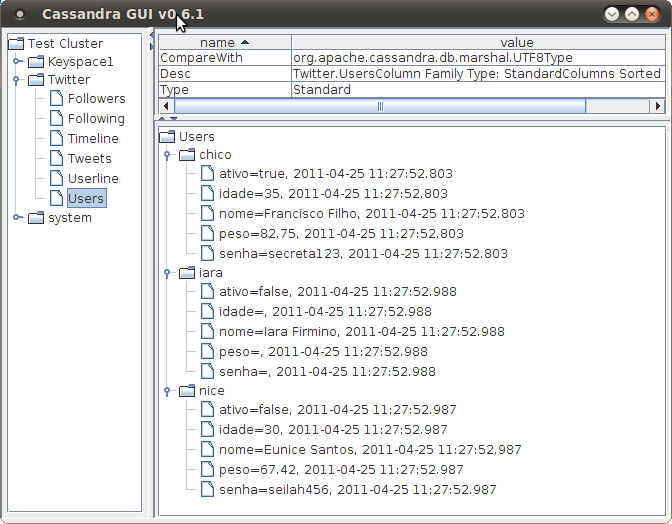 Cassandra GUI v0.6.1
Test Cluster
Keyspace1
Twitter
Followers
Following
Timeline
Tweets
Userline
Users
system
name value
CompareWith org.apache.cassandra.db.marshal.UTF8Type
Desc Twitter.UsersColumn Family Type: StandardColumns Sorted
Type Standard
Users
chico
ativo=true, 2011-04-25 11:27:52.803
idade=35, 2011-04-25 11:27:52.803
nome=Francisco Filho, 2011-04-25 11:27:52.803
peso=82.75, 2011-04-25 11:27:52.803
senha=secreta123, 2011-04-25 11:27:52.803
iara
ativo=false, 2011-04-25 11:27:52.988
idade=, 2011-04-25 11:27:52.988
nome=Iara Firmino, 2011-04-25 11:27:52.988
peso=, 2011-04-25 11:27:52.988
senha=, 2011-04-25 11:27:52.988
nice
ativo=false, 2011-04-25 11:27:52.987
idade=30, 2011-04-25 11:27:52.987
nome=Eunice Santos, 2011-04-25 11:27:52.987
peso=67.42, 2011-04-25 11:27:52.987
senha=seilah456, 2011-04-25 11:27:52.987